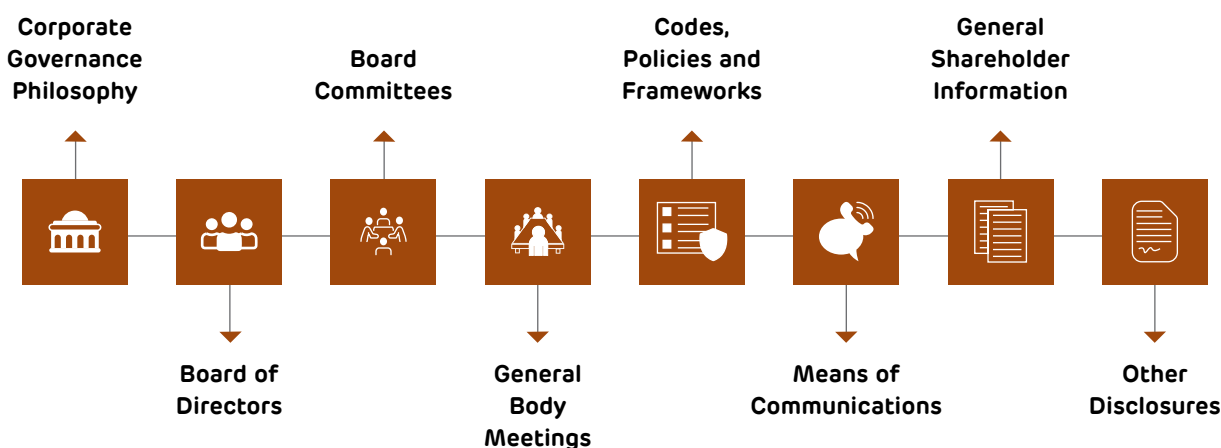 Corporate
Governance
Philosophy
Board
Committees
Codes,
Policies and
Frameworks
General
Shareholder
Information
Board of
Directors
General
Body
Meetings
Means of
Communications
Other
Disclosures